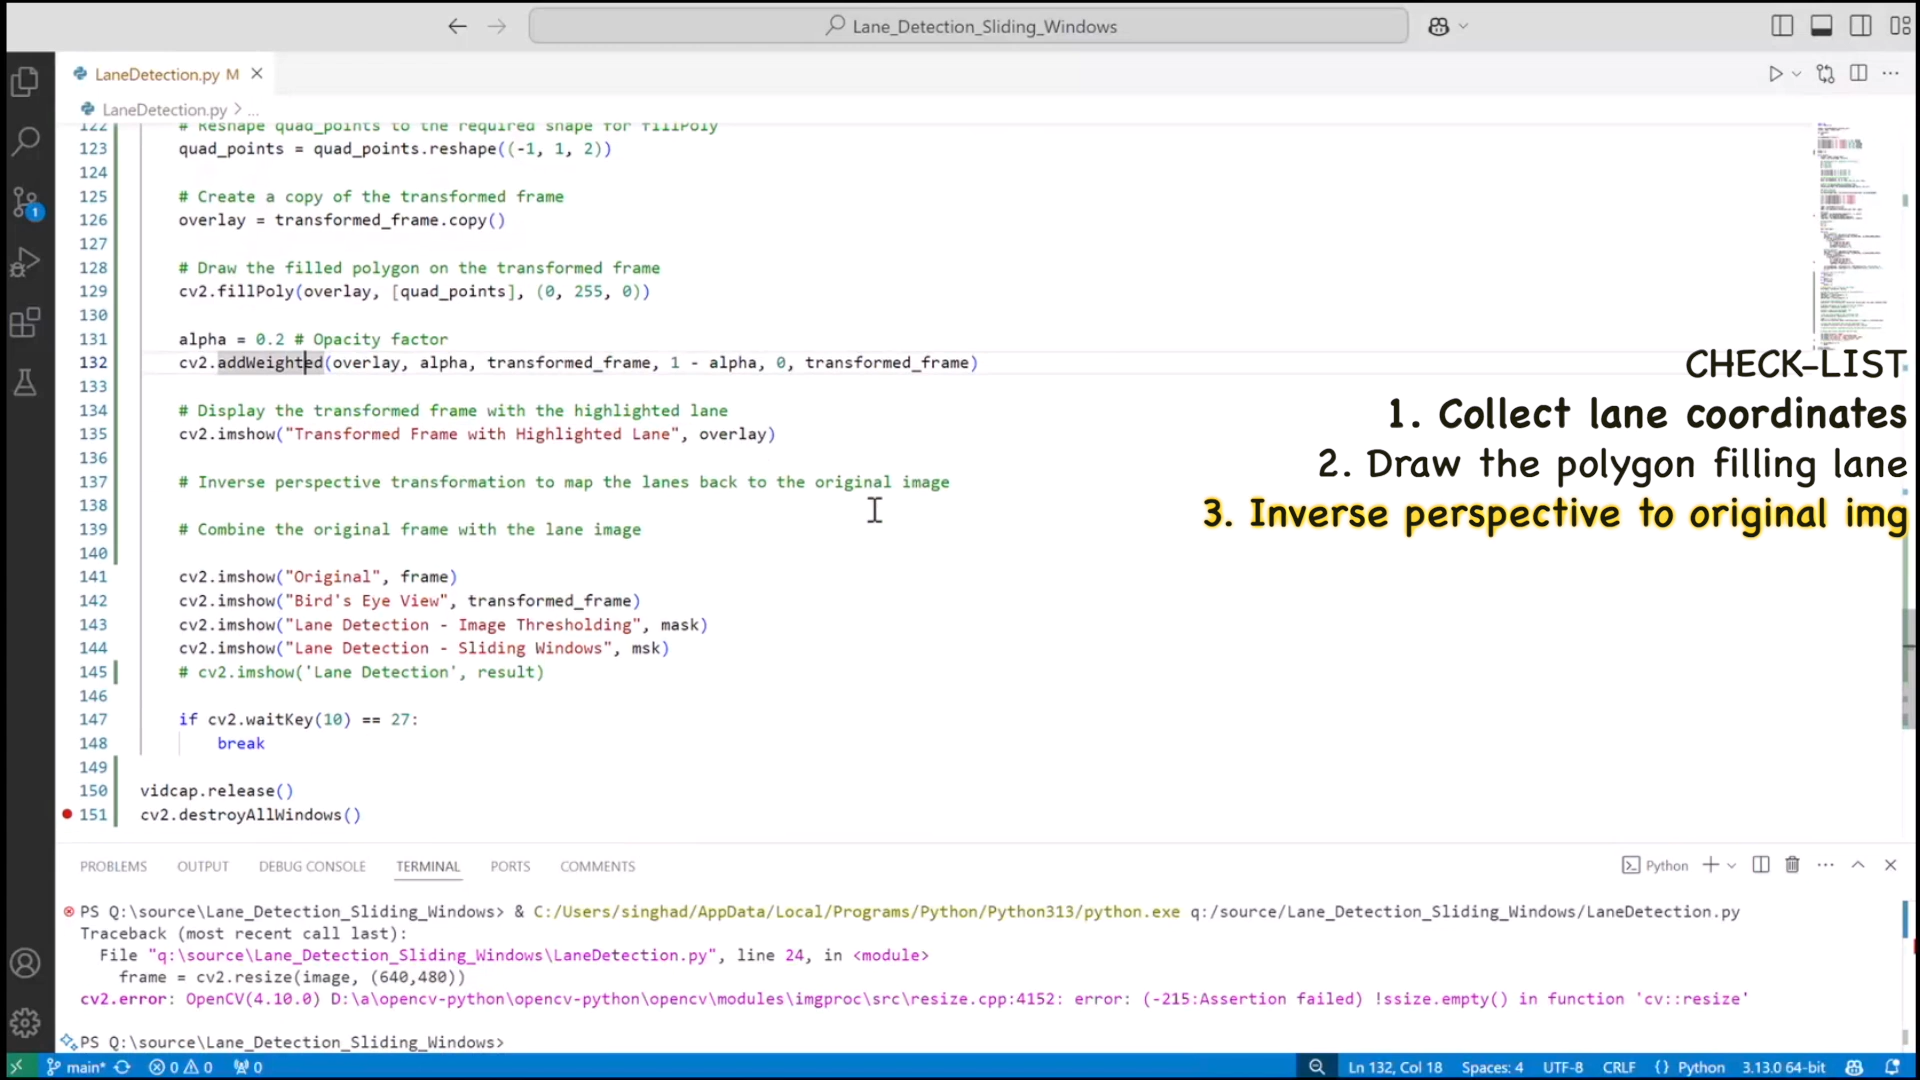 Lane_Detection_Sliding_Windows
LaneDetection.py M
LaneDetection.py > ...
122 # Reshape quad_points to the required shape for fillPoly
123 quad_points = quad_points.reshape((-1, 1, 2))
124
125 # Create a copy of the transformed frame
126 overlay = transformed_frame.copy()
127
128 # Draw the filled polygon on the transformed frame
129 cv2.fillPoly(overlay, [quad_points], (0, 255, 0))
130
131 alpha = 0.2 # Opacity factor
132 cv2.addWeighted(overlay, alpha, transformed_frame, 1 - alpha, 0, transformed_frame)
133
134 # Display the transformed frame with the highlighted lane
135 cv2.imshow("Transformed Frame with Highlighted Lane", overlay)
136
137 # Inverse perspective transformation to map the lanes back to the original image
138
139 # Combine the original frame with the lane image
140
141 cv2.imshow("Original", frame)
142 cv2.imshow("Bird's Eye View", transformed_frame)
143 cv2.imshow("Lane Detection - Image Thresholding", mask)
144 cv2.imshow("Lane Detection - Sliding Windows", msk)
145 # cv2.imshow('Lane Detection', result)
146
147 if cv2.waitKey(10) == 27:
148 break
149
150 vidcap.release()
151 cv2.destroyAllWindows()
CHECK-LIST
1. Collect lane coordinates
2. Draw the polygon filling lane
3. Inverse perspective to original img
1
PROBLEMS OUTPUT DEBUG CONSOLE TERMINAL PORTS COMMENTS
Python
PS Q:\source\Lane_Detection_Sliding_Windows> & C:/Users/singhad/AppData/Local/Programs/Python/Python313/python.exe q:/source/Lane_Detection_Sliding_Windows/LaneDetection.py
Traceback (most recent call last):
File "q:\source\Lane_Detection_Sliding_Windows\LaneDetection.py", line 24, in <module>
frame = cv2.resize(image, (640,480))
cv2.error: OpenCV(4.10.0) D:\a\opencv-python\opencv-python\opencv\modules\imgproc\src\resize.cpp:4152: error: (-215:Assertion failed) !ssize.empty() in function 'cv::resize'
PS Q:\source\Lane_Detection_Sliding_Windows>
main* 0 0 0 Ln 132, Col 18 Spaces: 4 UTF-8 CRLF {} Python 3.13.0 64-bit